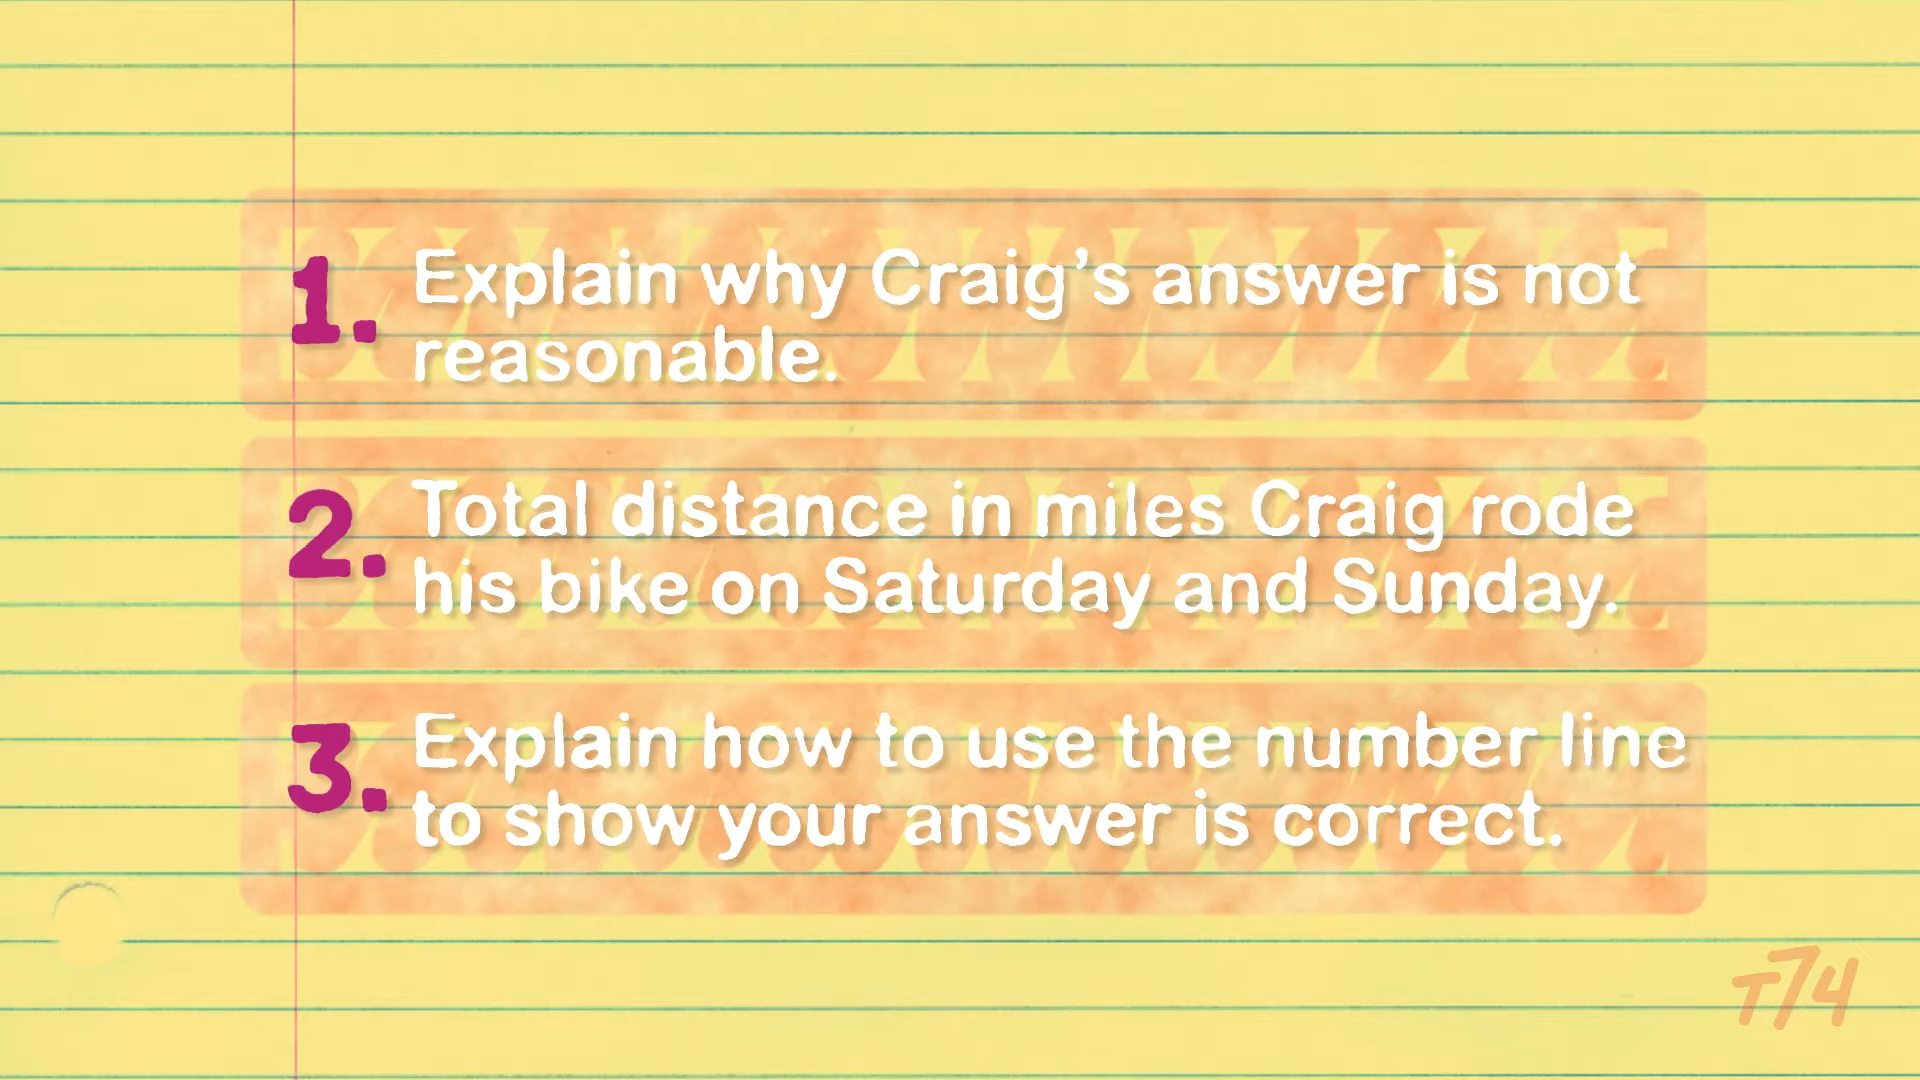 1. Explain why Craig's answer is not
reasonable.
2. Total distance in miles Craig rode
his bike on Saturday and Sunday.
3. Explain how to use the number line
to show your answer is correct.
T74